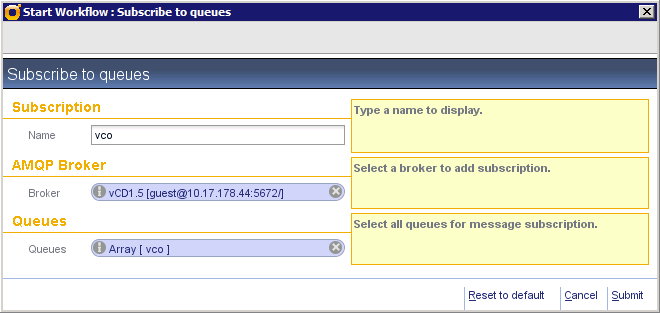 Start Workflow : Subscribe to queues
Subscribe to queues
Subscription
Type a name to display.
Name
vco
AMQP Broker
Select a broker to add subscription.
Broker
vCD1.5 [guest@10.17.178.44:5672/]
Queues
Select all queues for message subscription.
Queues
Array [ vco ]
Reset to default
Cancel
Submit